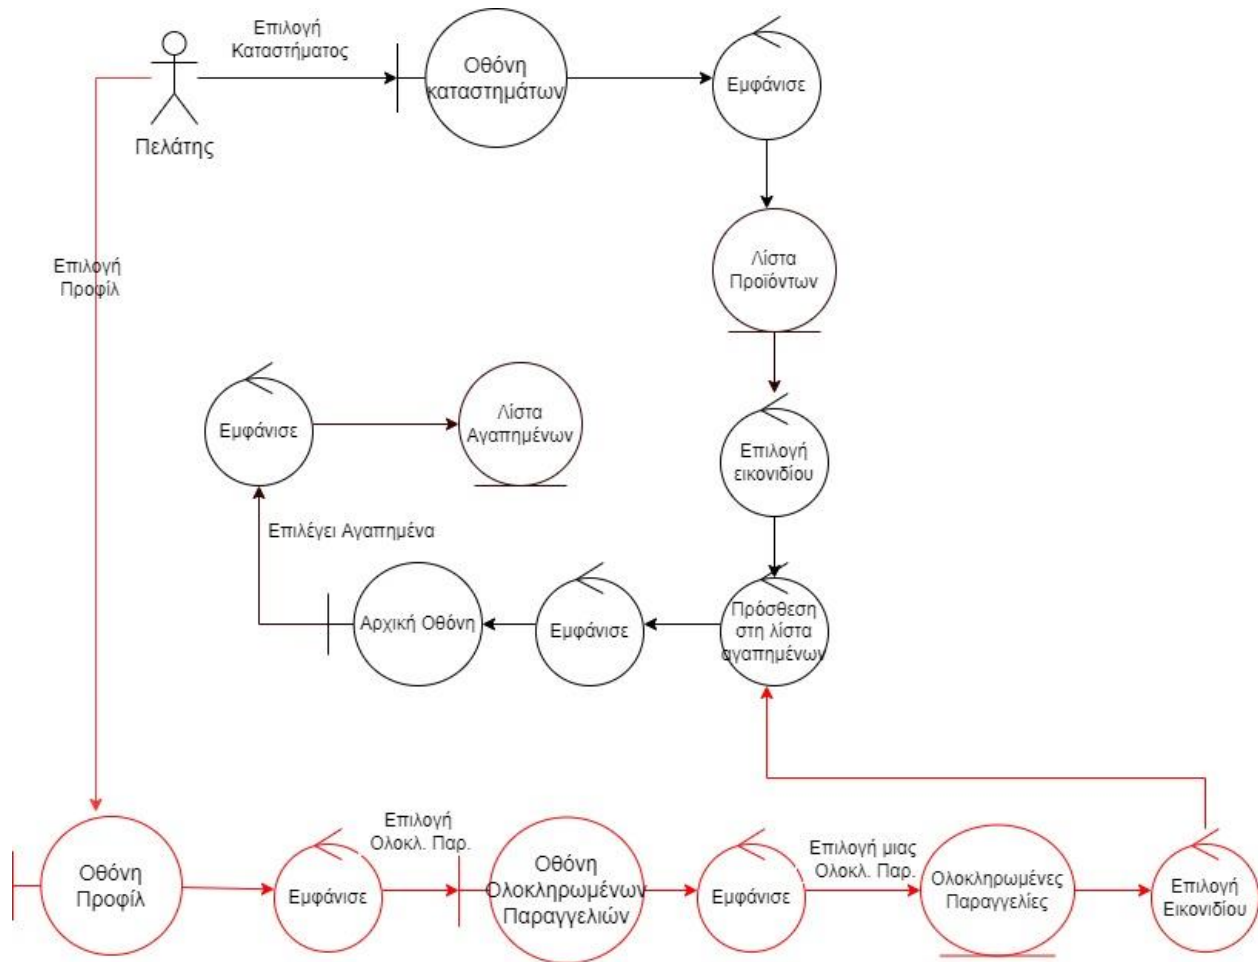 Επιλογή
Καταστήματος
Οθόνη
καταστημάτων
Εμφάνισε
Πελάτης
Λίστα
Προϊόντων
Επιλογή
Προφίλ
Εμφάνισε
Λίστα
Αγαπημένων
Επιλογή
εικονιδίου
Επιλέγει Αγαπημένα
Αρχική Οθόνη
Εμφάνισε
Πρόσθεση
στη λίστα
αγαπημένων
Οθόνη
Προφίλ
Εμφάνισε
Επιλογή
Ολοκλ. Παρ.
Οθόνη
Ολοκληρωμένων
Παραγγελιών
Εμφάνισε
Επιλογή μιας
Ολοκλ. Παρ.
Ολοκληρωμένες
Παραγγελίες
Επιλογή
Εικονιδίου